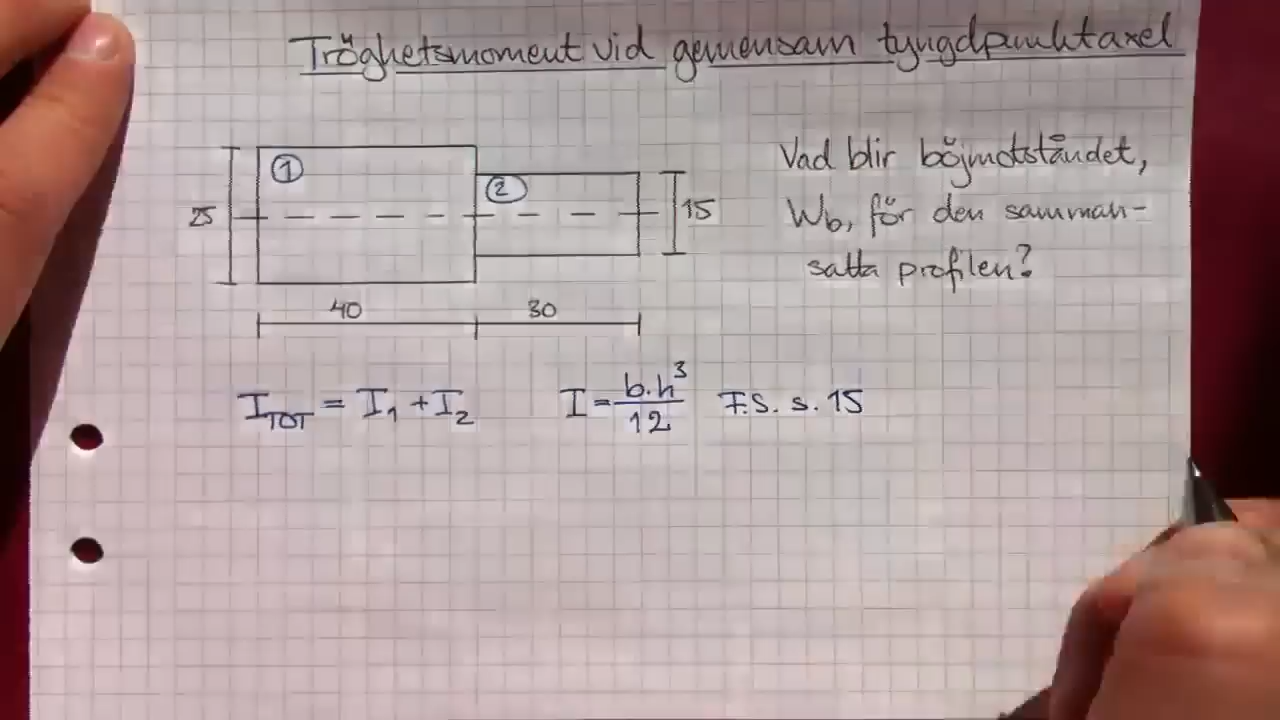 Tröghetsmoment vid gemensam tyngdpunktaxel
Vad blir böjmotståndet,
Wb, för den samman-
satta profilen?
1
2
25
15
40
30
I_TOT = I₁ + I₂
I = b·h³/12
F.S. s. 15